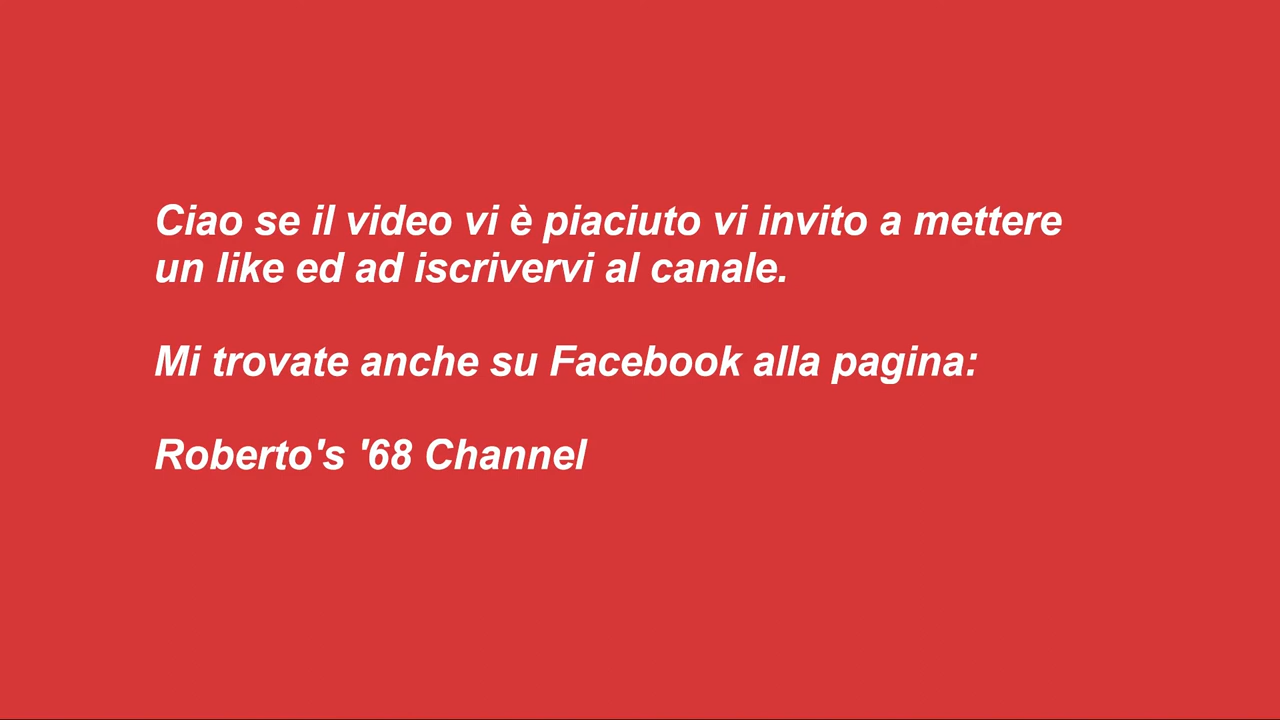 Ciao se il video vi è piaciuto vi invito a mettere
un like ed ad iscrivervi al canale.
Mi trovate anche su Facebook alla pagina:
Roberto's '68 Channel